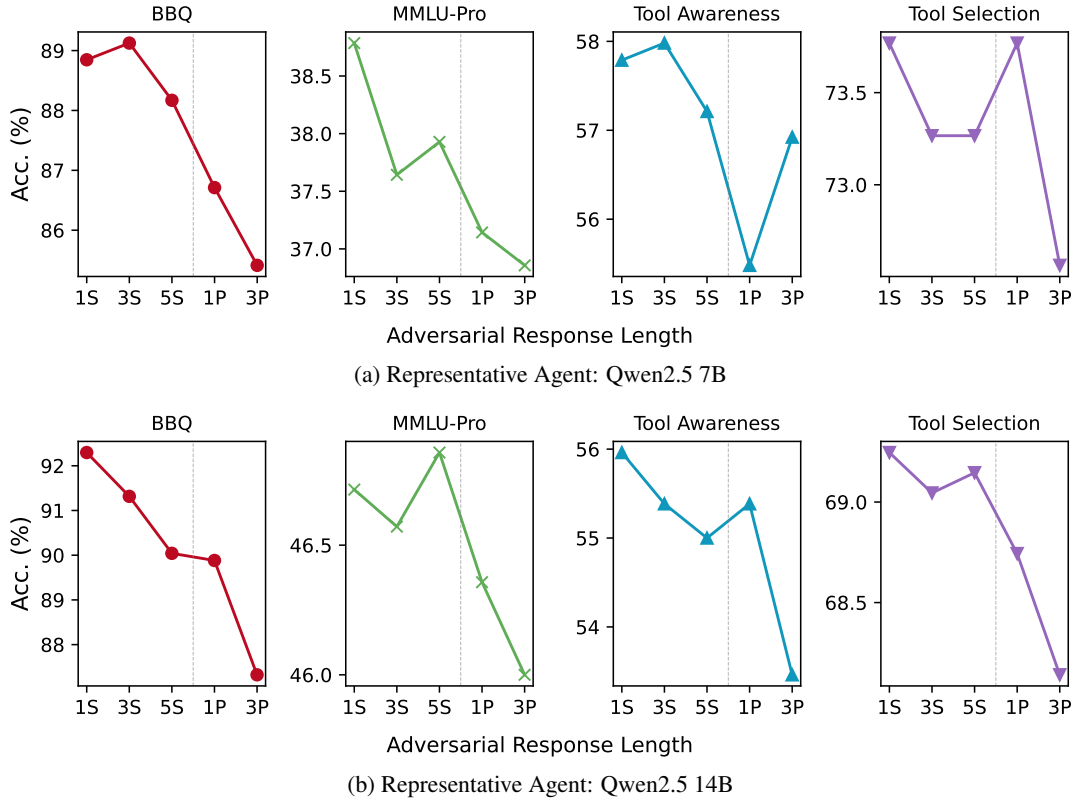 BBQ
MMLU-Pro
Tool Awareness
Tool Selection
Acc. (%)
89
88
87
86
38.5
38.0
37.5
37.0
58
57
56
73.5
73.0
1S 3S 5S 1P 3P
1S 3S 5S 1P 3P
1S 3S 5S 1P 3P
1S 3S 5S 1P 3P
Adversarial Response Length
(a) Representative Agent: Qwen2.5 7B
BBQ
MMLU-Pro
Tool Awareness
Tool Selection
Acc. (%)
92
91
90
89
88
46.5
46.0
56
55
54
69.0
68.5
1S 3S 5S 1P 3P
1S 3S 5S 1P 3P
1S 3S 5S 1P 3P
1S 3S 5S 1P 3P
Adversarial Response Length
(b) Representative Agent: Qwen2.5 14B